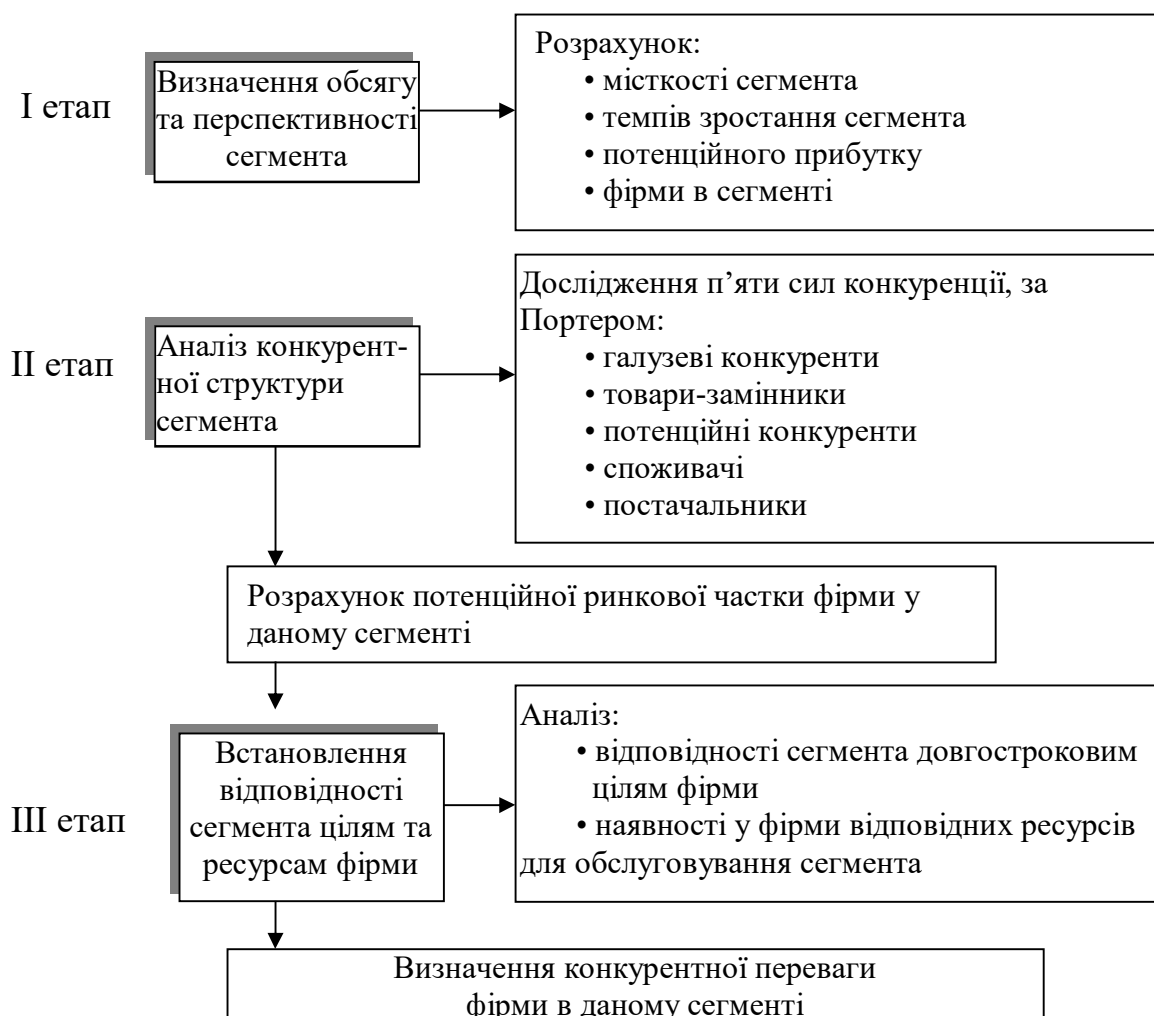 I етап
Визначення обсягу
та перспективності
сегмента
Розрахунок:
• місткості сегмента
• темпів зростання сегмента
• потенційного прибутку
• фірми в сегменті
II етап
Аналіз конкурент-
ної структури
сегмента
Дослідження п’яти сил конкуренції, за
Портером:
• галузеві конкуренти
• товари-замінники
• потенційні конкуренти
• споживачі
• постачальники
Розрахунок потенційної ринкової частки фірми у
даному сегменті
III етап
Встановлення
відповідності
сегмента цілям та
ресурсам фірми
Аналіз:
• відповідності сегмента довгостроковим
цілям фірми
• наявності у фірми відповідних ресурсів
для обслуговування сегмента
Визначення конкурентної переваги
фірми в даному сегменті